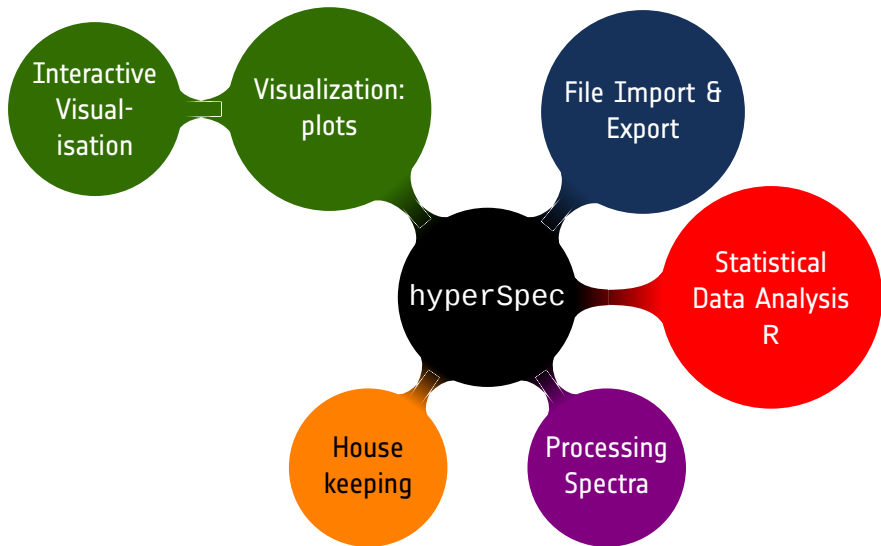 Interactive
Visual-
isation
Visualization:
plots
File Import &
Export
hyperSpec
Statistical
Data Analysis
R
House
keeping
Processing
Spectra